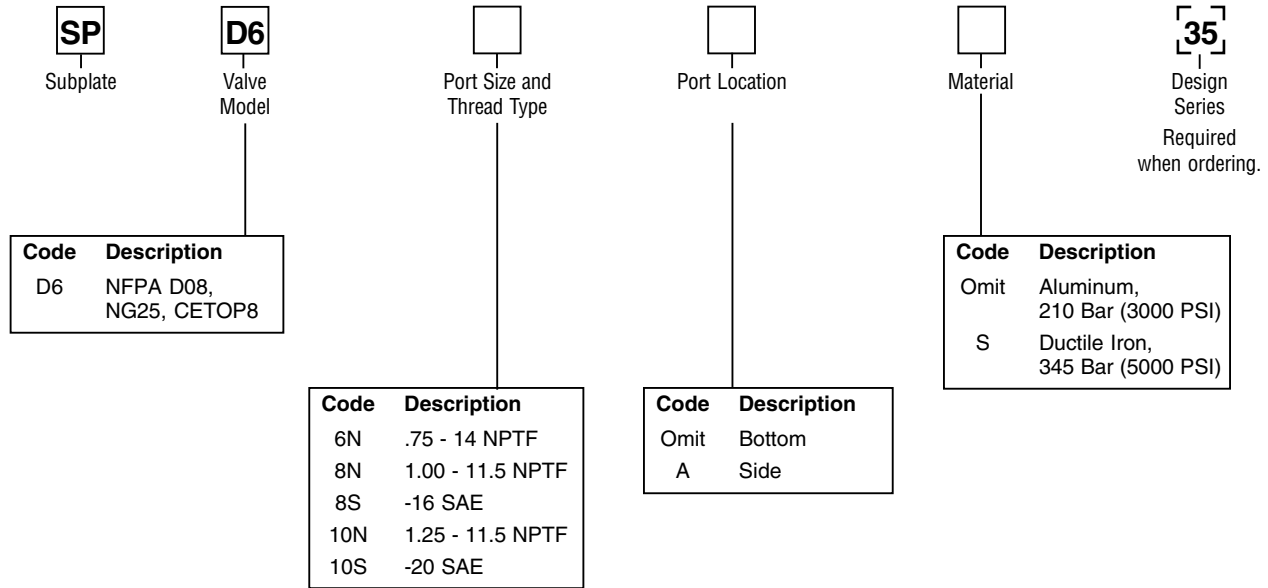 SP
D6
35
Subplate
Valve
Model
Port Size and
Thread Type
Port Location
Material
Design
Series
Required
when ordering.
Code Description
D6 NFPA D08,
NG25, CETOP8
Code Description
6N .75 - 14 NPTF
8N 1.00 - 11.5 NPTF
8S -16 SAE
10N 1.25 - 11.5 NPTF
10S -20 SAE
Code Description
Omit Bottom
A Side
Code Description
Omit Aluminum,
210 Bar (3000 PSI)
S Ductile Iron,
345 Bar (5000 PSI)